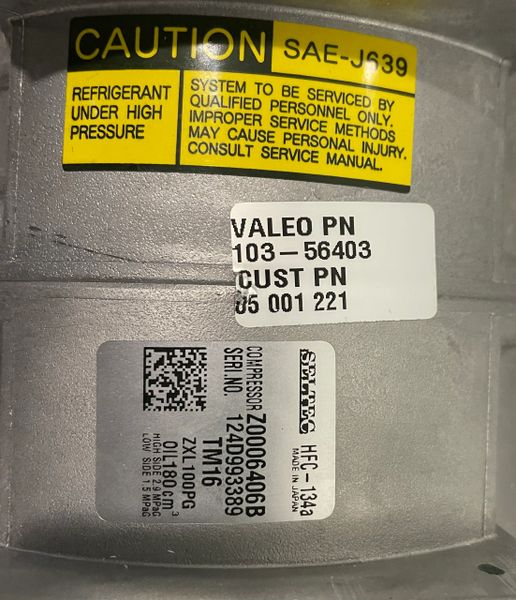 CAUTION
SAE-J639
REFRIGERANT
UNDER HIGH
PRESSURE
SYSTEM TO BE SERVICED BY
QUALIFIED PERSONNEL ONLY.
IMPROPER SERVICE METHODS
MAY CAUSE PERSONAL INJURY.
CONSULT SERVICE MANUAL.
VALEO PN
103-56403
CUST PN
05 001 221
SELTEC HFC-134a
MADE IN JAPAN
COMPRESSOR Z0006406B
SERI.NO. 124D993389
TM16
ZXL100PG
OIL180cm³
HIGH SIDE 2.9 MPaG
LOW SIDE 1.5 MPaG